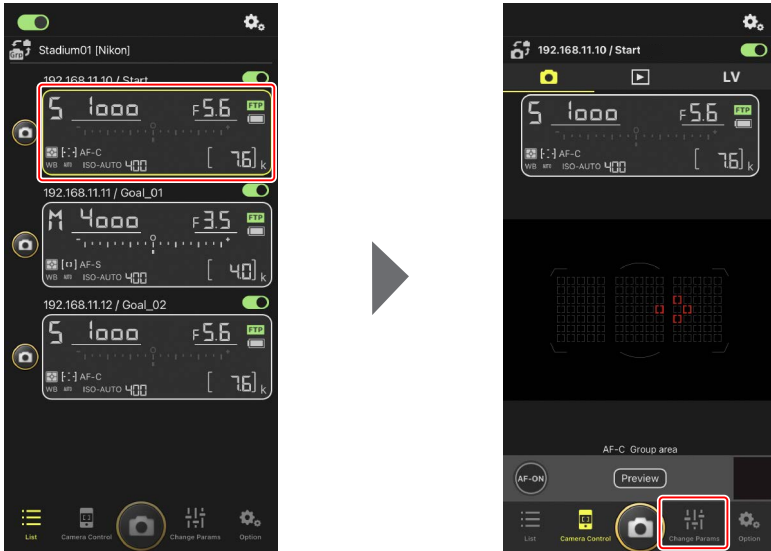 Stadium01 [Nikon]
192.168.11.10 / Start
S 1000 F5.6 FTP
AF-C
WB AUTO ISO-AUTO 400 [ 7.6] k
192.168.11.11 / Goal_01
M 4000 F3.5 FTP
AF-S
WB AUTO ISO-AUTO 400 [ 4.0] k
192.168.11.12 / Goal_02
S 1000 F5.6 FTP
AF-C
WB AUTO ISO-AUTO 400 [ 7.6] k
List Camera Control Change Params Option
192.168.11.10 / Start
LV
S 1000 F5.6 FTP
AF-C
WB AUTO ISO-AUTO 400 [ 7.6] k
AF-C Group area
AF-ON Preview
List Camera Control Change Params Option